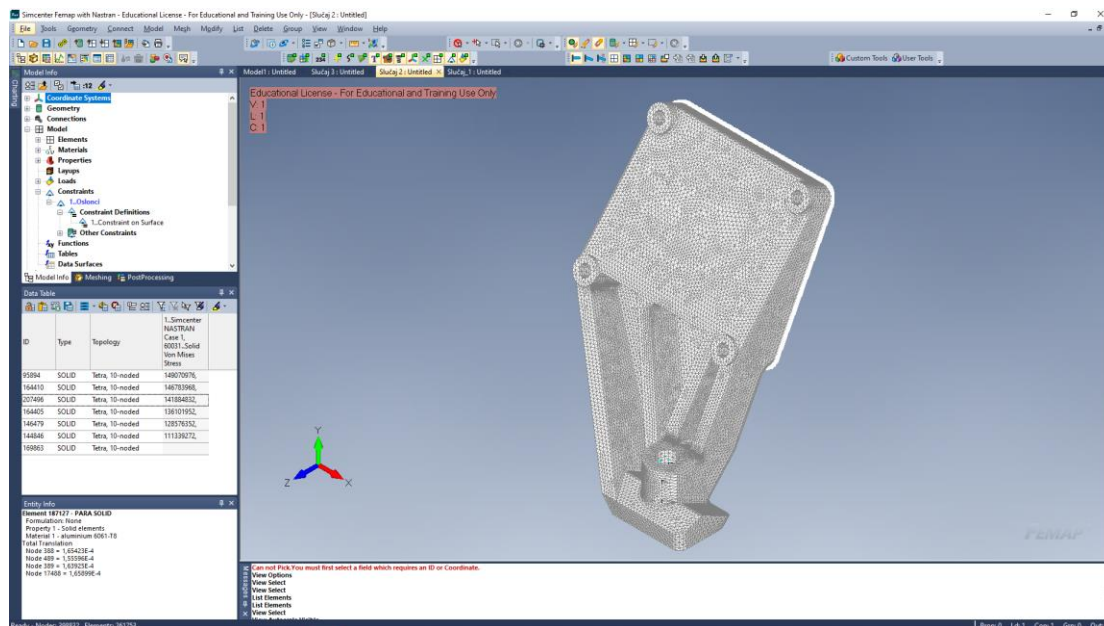 Simcenter Femap with Nastran - Educational License - For Educational and Training Use Only - [Slučaj 2 : Untitled]
File Tools Geometry Connect Model Mesh Modify List Delete Group View Window Help
Custom Tools User Tools
Model Info
Model1 : Untitled Slučaj 3 : Untitled Slučaj 2 : Untitled Slučaj_1 : Untitled
Charting
Coordinate Systems
Geometry
Connections
Model
Elements
Materials
Properties
Layups
Loads
Constraints
1..Oslonci
Constraint Definitions
1..Constraint on Surface
Other Constraints
Functions
Tables
Data Surfaces
Model Info Meshing PostProcessing
Educational License - For Educational and Training Use Only
V: 1
L: 1
C: 1
Data Table
ID Type Topology 1..Simcenter NASTRAN Case 1, 60031..Solid Von Mises Stress
95894 SOLID Tetra, 10-noded 149070976,
164410 SOLID Tetra, 10-noded 146783968,
207496 SOLID Tetra, 10-noded 141884832,
164405 SOLID Tetra, 10-noded 136101952,
146479 SOLID Tetra, 10-noded 128576352,
144846 SOLID Tetra, 10-noded 111339272,
169863 SOLID Tetra, 10-noded
Y
Z
X
FEMAP
Entity Info
Element 187127 - PARA SOLID
Formulation: None
Property 1 - Solid elements
Material 1 - aluminium 6061-T8
Total Translation
Node 388 = 1,65423E-4
Node 489 = 1,55596E-4
Node 389 = 1,63925E-4
Node 17468 = 1,65899E-4
Messages
Can not Pick.You must first select a field which requires an ID or Coordinate.
View Options
View Select
View Select
List Elements
List Elements
View Select